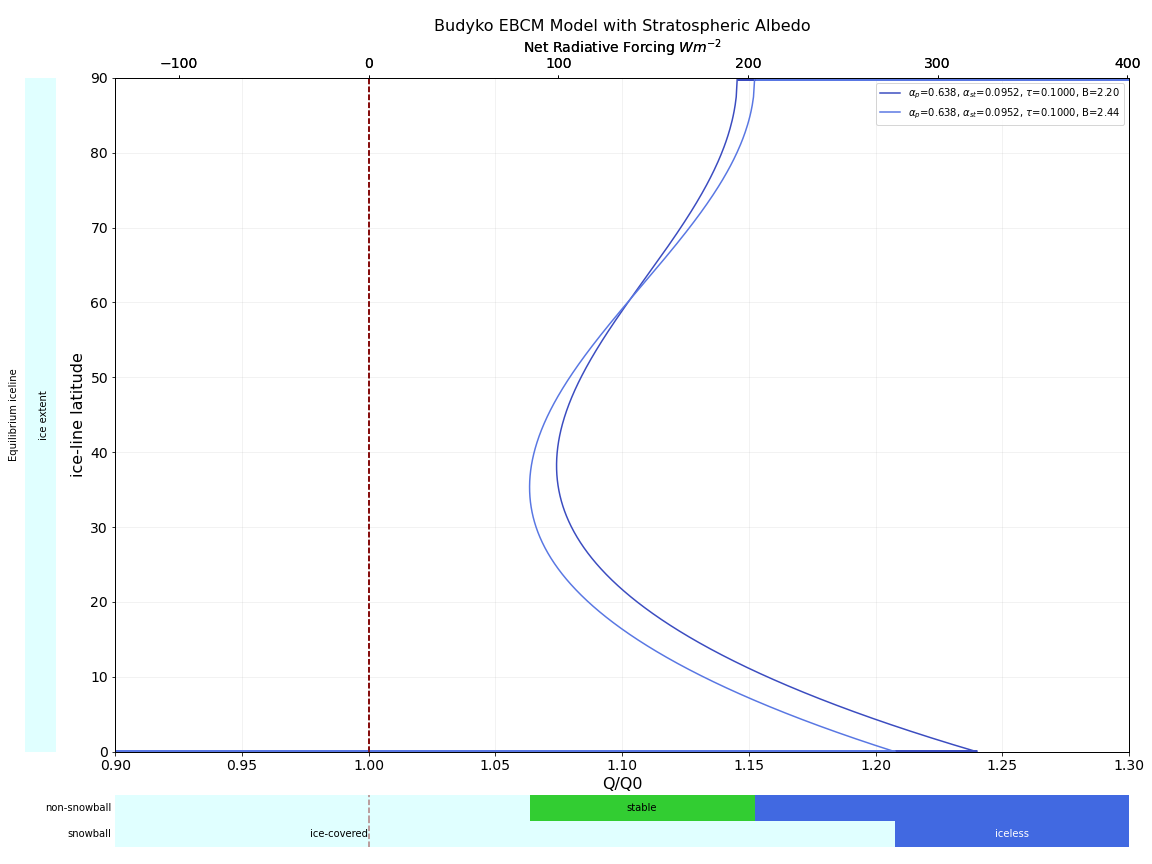 Budyko EBCM Model with Stratospheric Albedo
Net Radiative Forcing Wm⁻²
−100 0 100 200 300 400
αp=0.638, αst=0.0952, τ=0.1000, B=2.20
αp=0.638, αst=0.0952, τ=0.1000, B=2.44
90
80
70
60
50
40
30
20
10
0
Equilibrium iceline
ice extent
ice-line latitude
0.90 0.95 1.00 1.05 1.10 1.15 1.20 1.25 1.30
Q/Q0
non-snowball stable
snowball ice-covered iceless